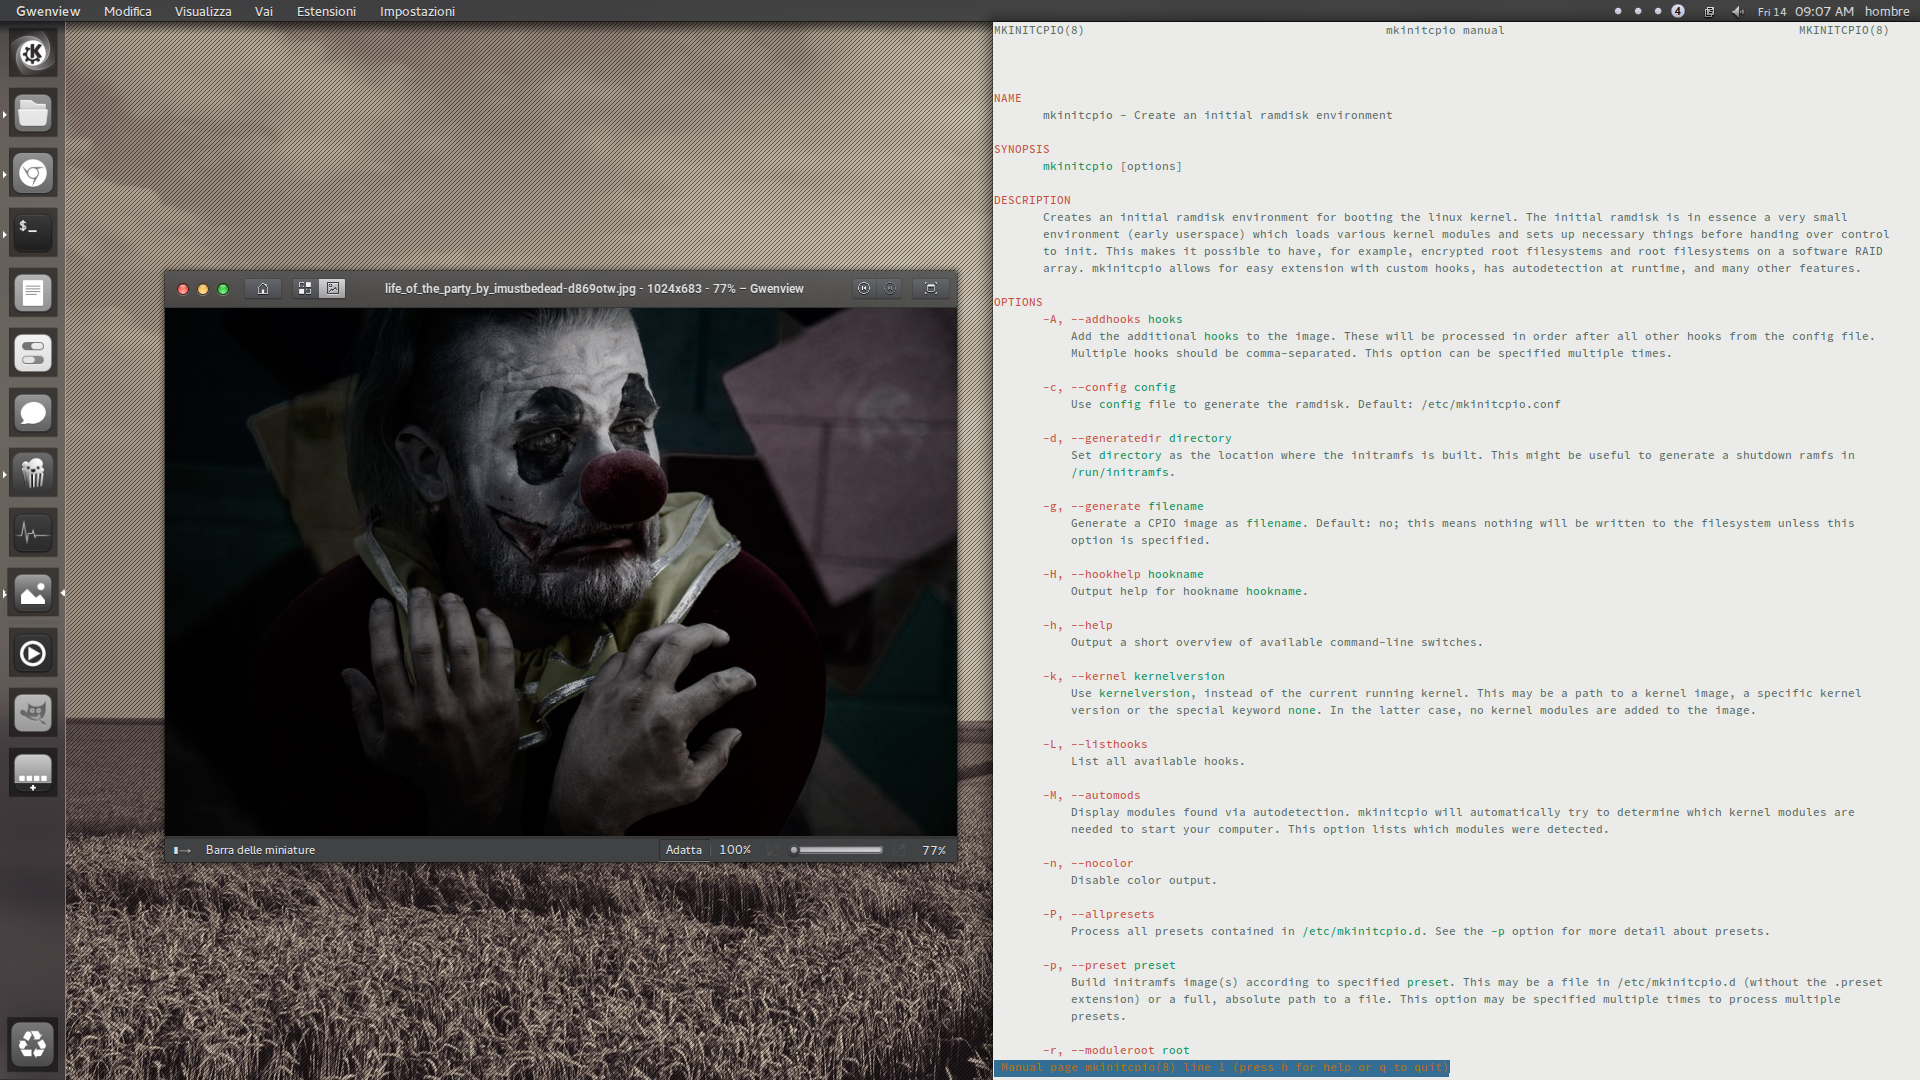 Gwenview Modifica Visualizza Vai Estensioni Impostazioni
4 Fri 14 09:07 AM hombre
$_
life_of_the_party_by_imustbedead-d869otw.jpg - 1024x683 - 77% – Gwenview
Barra delle miniature Adatta 100% 77%
MKINITCPIO(8) mkinitcpio manual MKINITCPIO(8)
NAME
mkinitcpio - Create an initial ramdisk environment
SYNOPSIS
mkinitcpio [options]
DESCRIPTION
Creates an initial ramdisk environment for booting the linux kernel. The initial ramdisk is in essence a very small
environment (early userspace) which loads various kernel modules and sets up necessary things before handing over control
to init. This makes it possible to have, for example, encrypted root filesystems and root filesystems on a software RAID
array. mkinitcpio allows for easy extension with custom hooks, has autodetection at runtime, and many other features.
OPTIONS
-A, --addhooks hooks
Add the additional hooks to the image. These will be processed in order after all other hooks from the config file.
Multiple hooks should be comma-separated. This option can be specified multiple times.
-c, --config config
Use config file to generate the ramdisk. Default: /etc/mkinitcpio.conf
-d, --generatedir directory
Set directory as the location where the initramfs is built. This might be useful to generate a shutdown ramfs in
/run/initramfs.
-g, --generate filename
Generate a CPIO image as filename. Default: no; this means nothing will be written to the filesystem unless this
option is specified.
-H, --hookhelp hookname
Output help for hookname hookname.
-h, --help
Output a short overview of available command-line switches.
-k, --kernel kernelversion
Use kernelversion, instead of the current running kernel. This may be a path to a kernel image, a specific kernel
version or the special keyword none. In the latter case, no kernel modules are added to the image.
-L, --listhooks
List all available hooks.
-M, --automods
Display modules found via autodetection. mkinitcpio will automatically try to determine which kernel modules are
needed to start your computer. This option lists which modules were detected.
-n, --nocolor
Disable color output.
-P, --allpresets
Process all presets contained in /etc/mkinitcpio.d. See the -p option for more detail about presets.
-p, --preset preset
Build initramfs image(s) according to specified preset. This may be a file in /etc/mkinitcpio.d (without the .preset
extension) or a full, absolute path to a file. This option may be specified multiple times to process multiple
presets.
-r, --moduleroot root
Manual page mkinitcpio(8) line 1 (press h for help or q to quit)